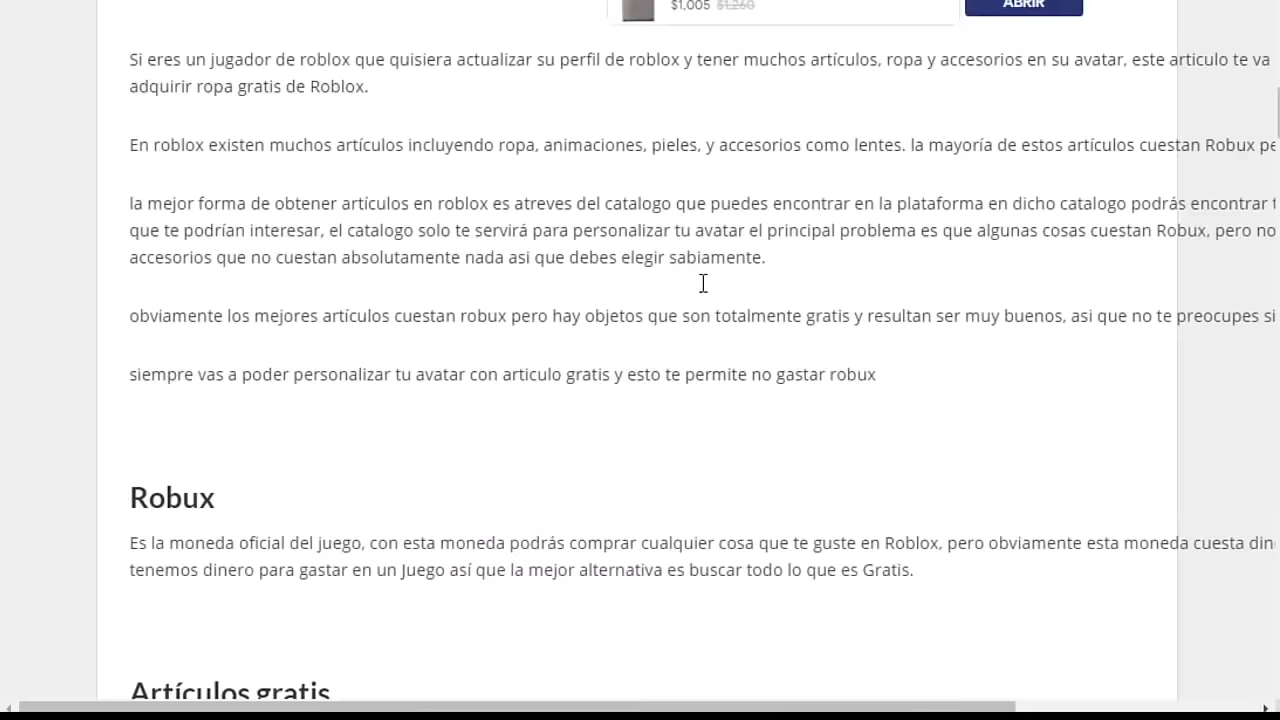 $1,005 $1,260
ABRIR
Si eres un jugador de roblox que quisiera actualizar su perfil de roblox y tener muchos artículos, ropa y accesorios en su avatar, este articulo te va
adquirir ropa gratis de Roblox.
En roblox existen muchos artículos incluyendo ropa, animaciones, pieles, y accesorios como lentes. la mayoría de estos artículos cuestan Robux
la mejor forma de obtener artículos en roblox es atreves del catalogo que puedes encontrar en la plataforma en dicho catalogo podrás encontrar
que te podrían interesar, el catalogo solo te servirá para personalizar tu avatar el principal problema es que algunas cosas cuestan Robux, pero no
accesorios que no cuestan absolutamente nada asi que debes elegir sabiamente.
obviamente los mejores artículos cuestan robux pero hay objetos que son totalmente gratis y resultan ser muy buenos, asi que no te preocupes si
siempre vas a poder personalizar tu avatar con articulo gratis y esto te permite no gastar robux
Robux
Es la moneda oficial del juego, con esta moneda podrás comprar cualquier cosa que te guste en Roblox, pero obviamente esta moneda cuesta
tenemos dinero para gastar en un Juego así que la mejor alternativa es buscar todo lo que es Gratis.
Artículos gratis